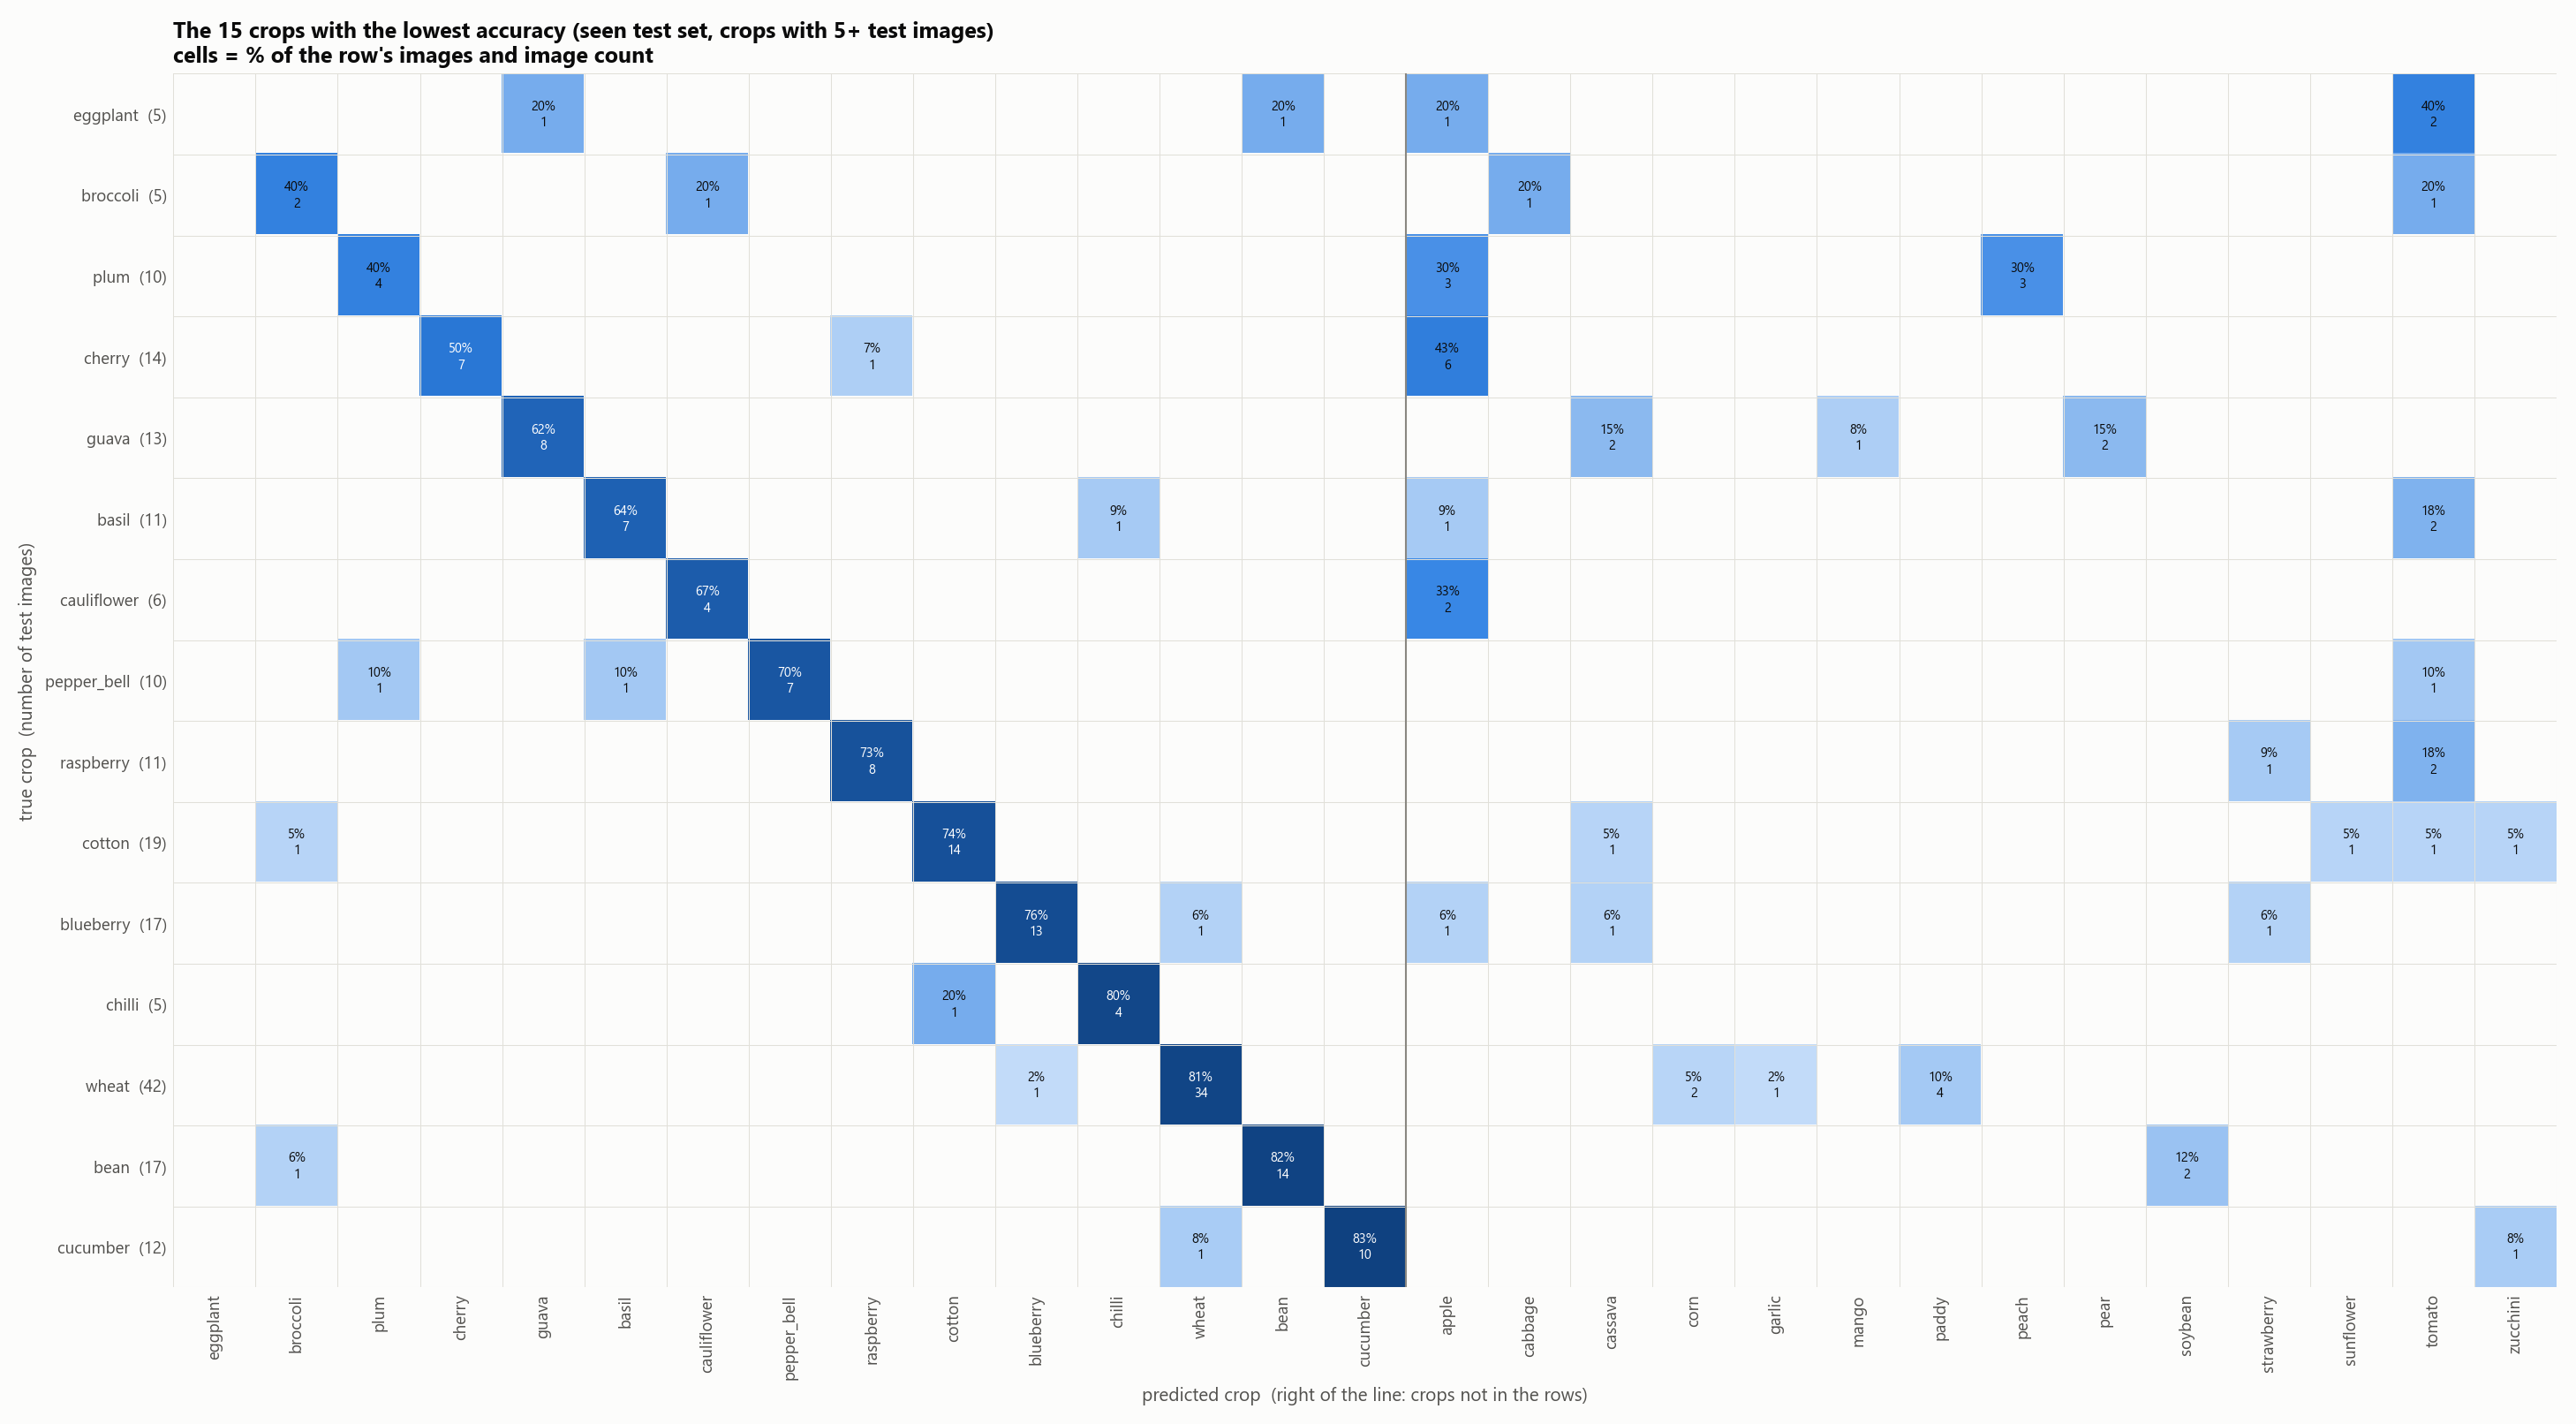 The 15 crops with the lowest accuracy (seen test set, crops with 5+ test images)
cells = % of the row's images and image count
true crop (number of test images)
eggplant (5)
20%
1
20%
1
20%
1
40%
2
broccoli (5)
40%
2
20%
1
20%
1
20%
1
plum (10)
40%
4
30%
3
30%
3
cherry (14)
50%
7
7%
1
43%
6
guava (13)
62%
8
15%
2
8%
1
15%
2
basil (11)
64%
7
9%
1
9%
1
18%
2
cauliflower (6)
67%
4
33%
2
pepper_bell (10)
10%
1
10%
1
70%
7
10%
1
raspberry (11)
73%
8
9%
1
18%
2
cotton (19)
5%
1
74%
14
5%
1
5%
1
5%
1
5%
1
blueberry (17)
76%
13
6%
1
6%
1
6%
1
6%
1
chilli (5)
20%
1
80%
4
wheat (42)
2%
1
81%
34
5%
2
2%
1
10%
4
bean (17)
6%
1
82%
14
12%
2
cucumber (12)
8%
1
83%
10
8%
1
eggplant
broccoli
plum
cherry
guava
basil
cauliflower
pepper_bell
raspberry
cotton
blueberry
chilli
wheat
bean
cucumber
apple
cabbage
cassava
corn
garlic
mango
paddy
peach
pear
soybean
strawberry
sunflower
tomato
zucchini
predicted crop (right of the line: crops not in the rows)